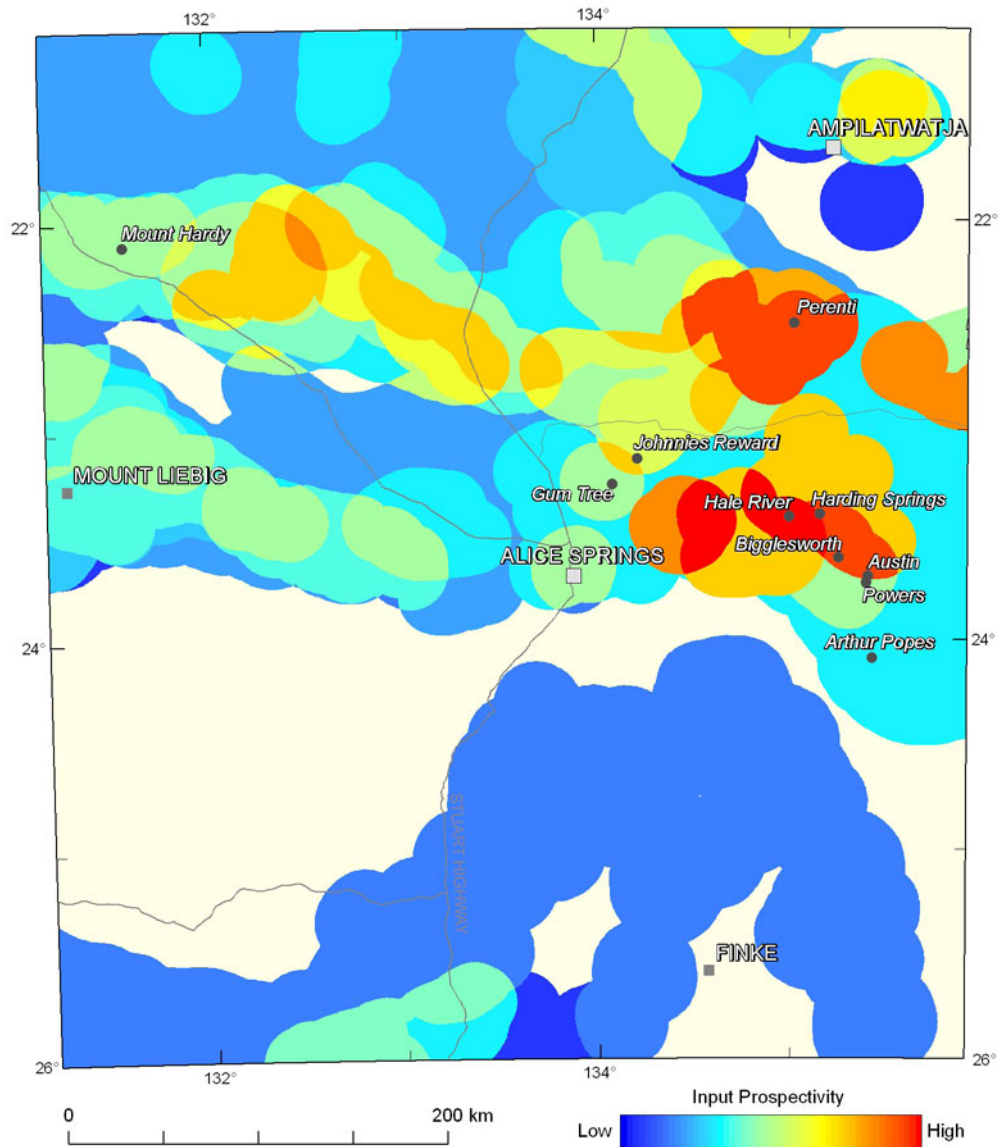 132°
134°
AMPILATWATJA
22°
22°
Mount Hardy
Perenti
Johnnies Reward
MOUNT LIEBIG
Gum Tree
Hale River
Harding Springs
Bigglesworth
ALICE SPRINGS
Austin
Powers
24°
24°
Arthur Popes
STUART HIGHWAY
FINKE
26°
26°
132°
134°
0
200 km
Input Prospectivity
Low
High